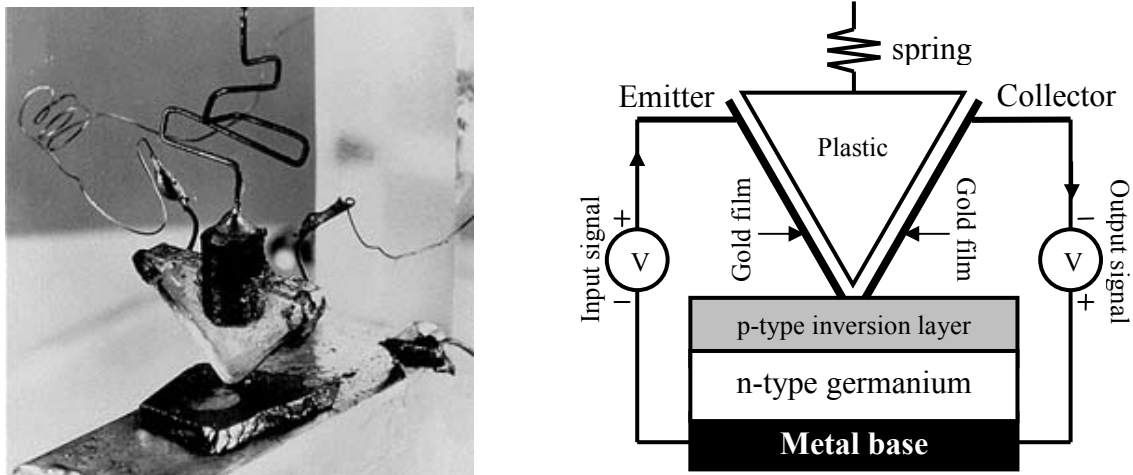 spring
Emitter
Collector
Plastic
Gold film
Gold film
Input signal
+
V
−
Output signal
−
V
+
p-type inversion layer
n-type germanium
Metal base